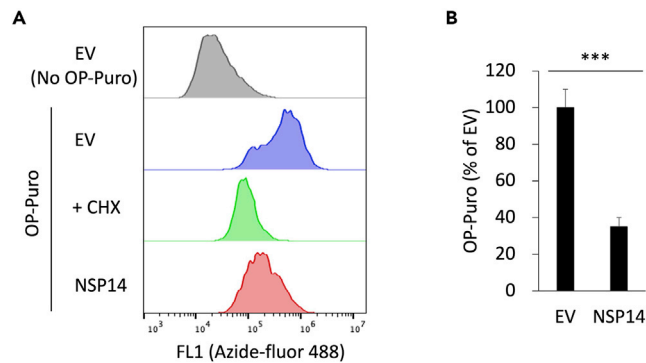 A
EV
(No OP-Puro)
OP-Puro
EV
+ CHX
NSP14
10³ 10⁴ 10⁵ 10⁶ 10⁷
FL1 (Azide-fluor 488)
B
***
OP-Puro (% of EV)
120
100
80
60
40
20
0
EV NSP14